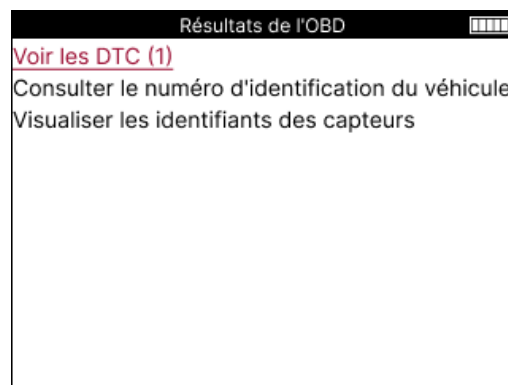 Résultats de l'OBD
Voir les DTC (1)
Consulter le numéro d'identification du véhicule
Visualiser les identifiants des capteurs